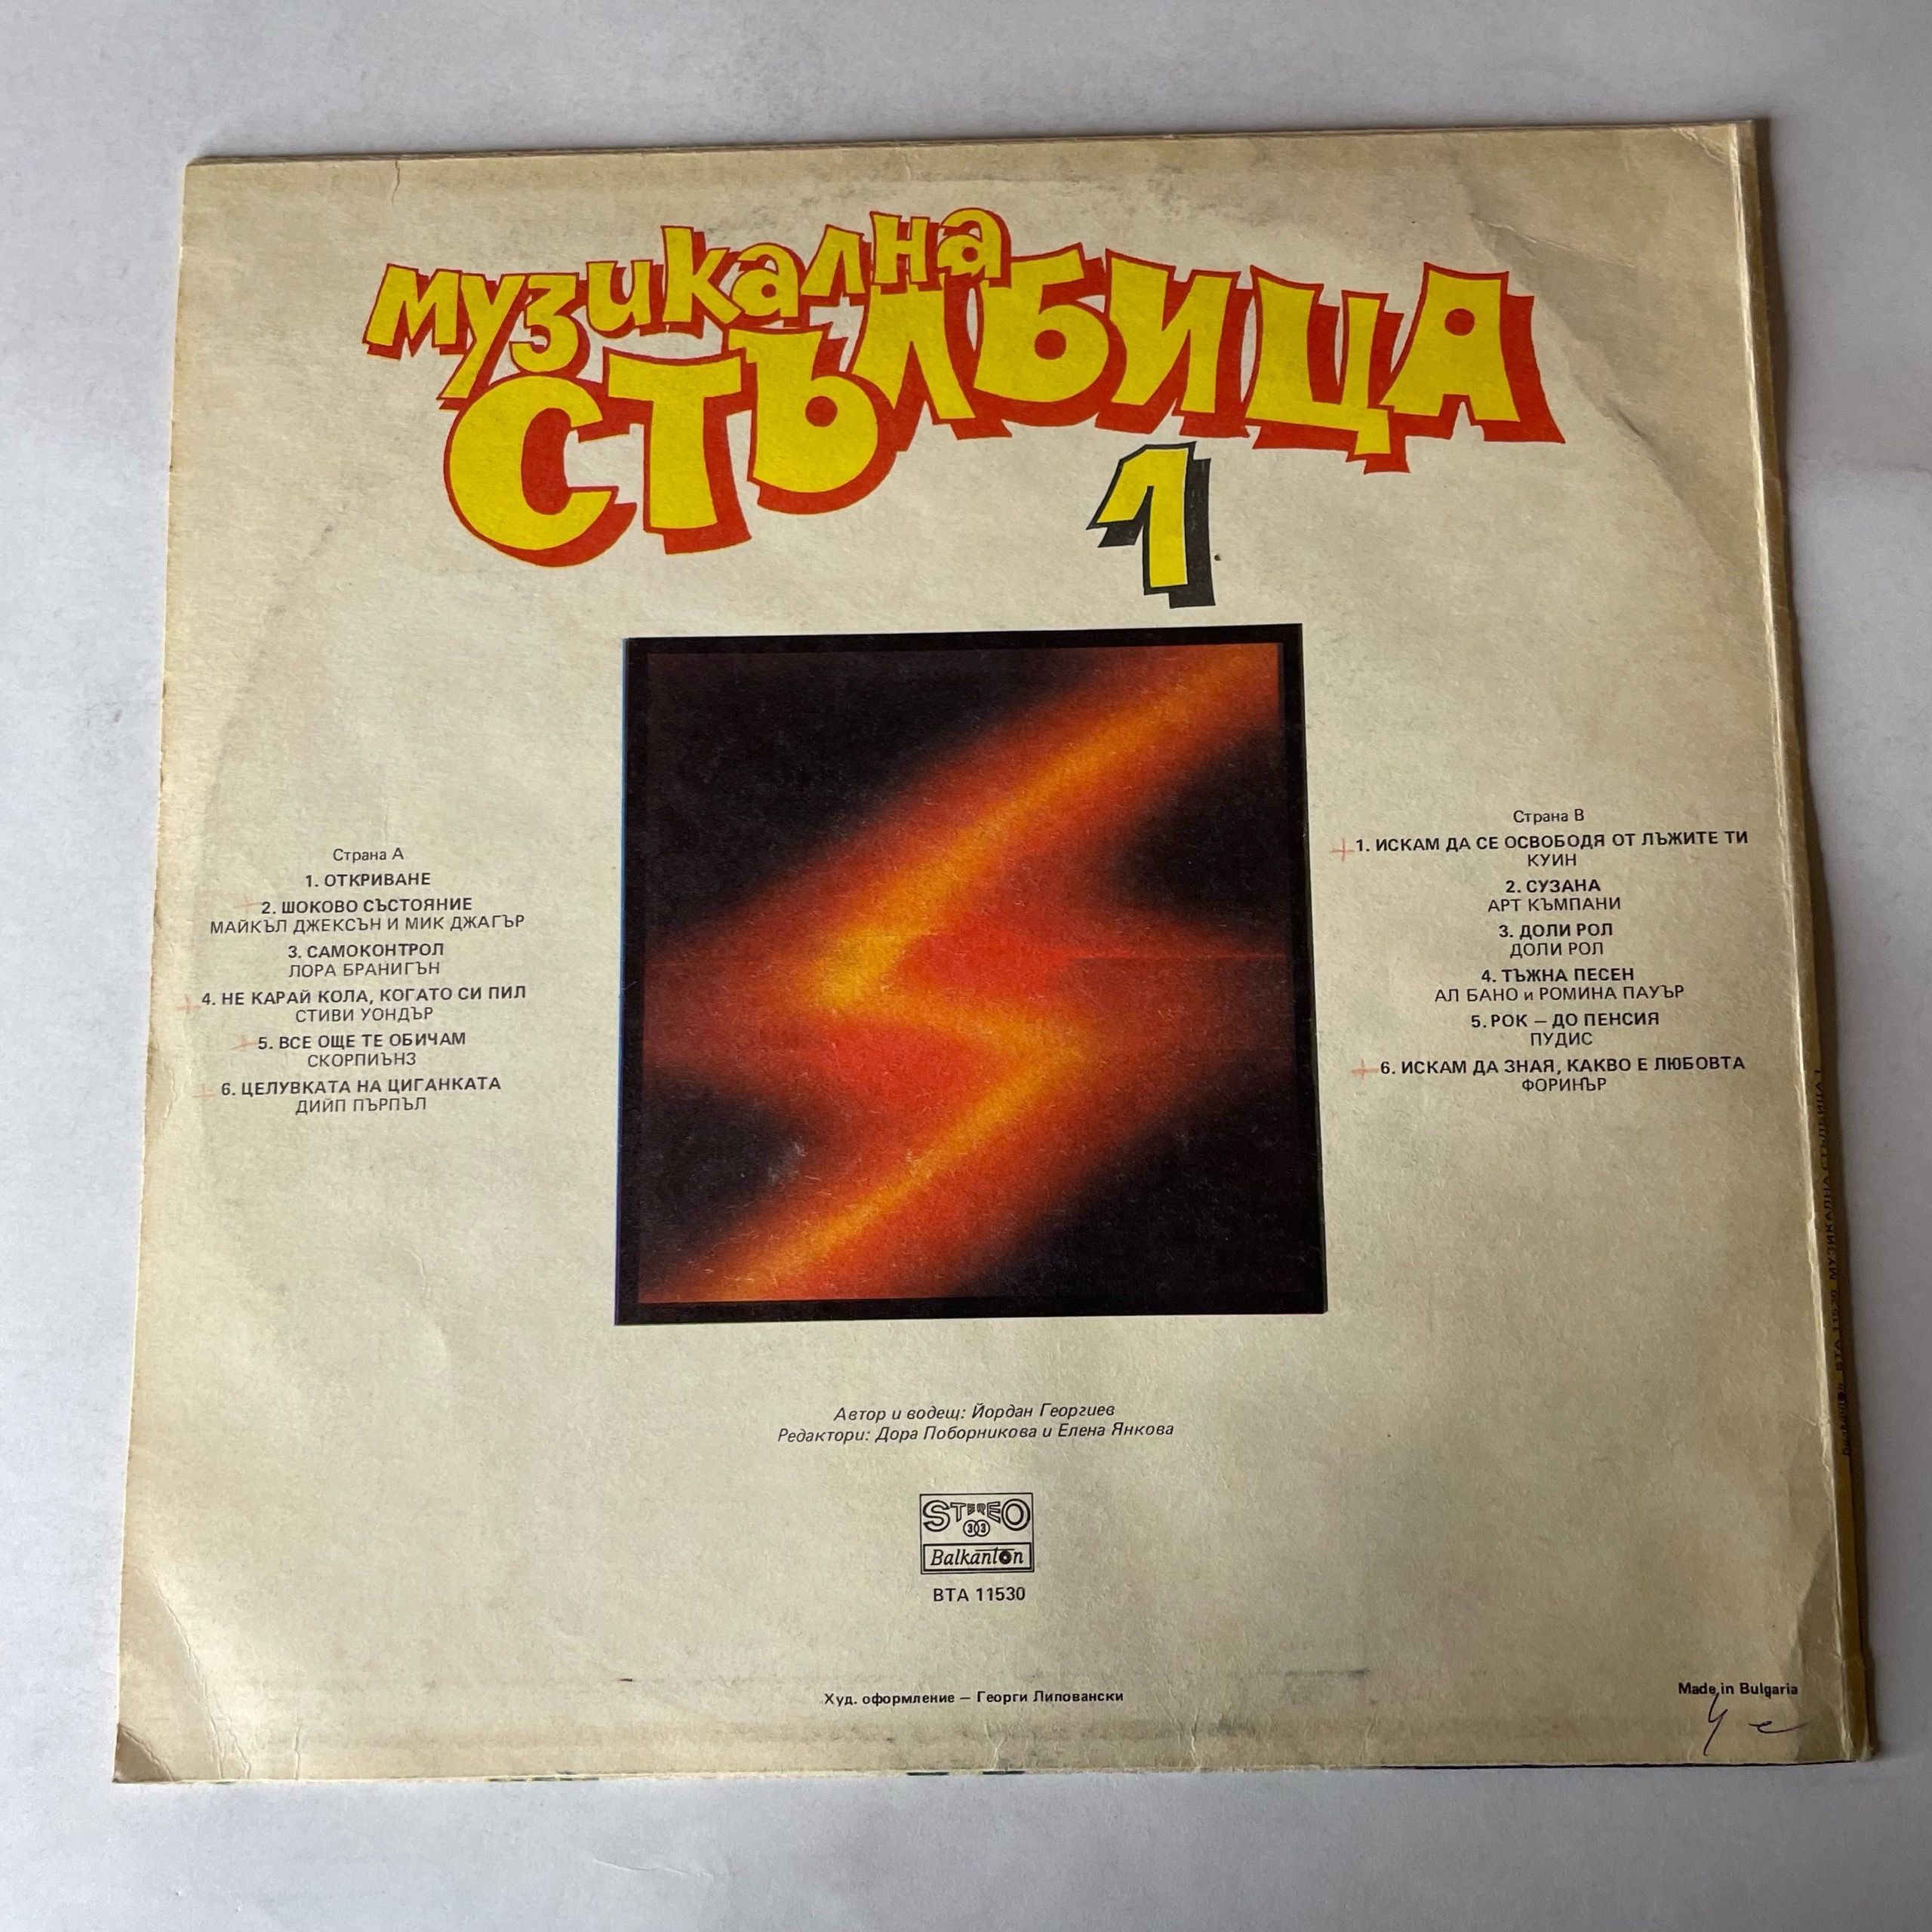 музикална
СТЪЛБИЦА
1
Страна А
1. ОТКРИВАНЕ
2. ШОКОВО СЪСТОЯНИЕ
МАЙКЪЛ ДЖЕКСЪН И МИК ДЖАГЪР
3. САМОКОНТРОЛ
ЛОРА БРАНИГЪН
4. НЕ КАРАЙ КОЛА, КОГАТО СИ ПИЛ
СТИВИ УОНДЪР
5. ВСЕ ОЩЕ ТЕ ОБИЧАМ
СКОРПИЪНЗ
6. ЦЕЛУВКАТА НА ЦИГАНКАТА
ДИЙП ПЪРПЪЛ
Страна В
1. ИСКАМ ДА СЕ ОСВОБОДЯ ОТ ЛЪЖИТЕ ТИ
КУИН
2. СУЗАНА
АРТ КЪМПАНИ
3. ДОЛИ РОЛ
ДОЛИ РОЛ
4. ТЪЖНА ПЕСЕН
АЛ БАНО и РОМИНА ПАУЪР
5. РОК – ДО ПЕНСИЯ
ПУДИС
6. ИСКАМ ДА ЗНАЯ, КАКВО Е ЛЮБОВТА
ФОРИНЪР
Автор и водещ: Йордан Георгиев
Редактори: Дора Поборникова и Елена Янкова
STEREO
33
Balkanton
ВТА 11530
Худ. оформление – Георги Липовански
Made in Bulgaria
МУЗИКАЛНА СТЪЛБИЦА 1